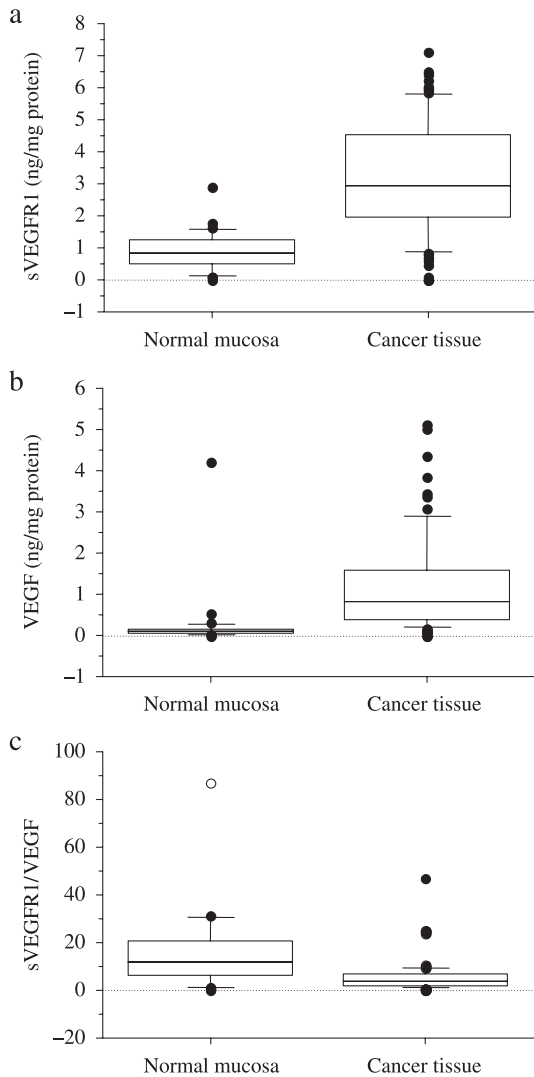 a
sVEGFR1 (ng/mg protein)
8
7
6
5
4
3
2
1
0
−1
Normal mucosa Cancer tissue
b
VEGF (ng/mg protein)
6
5
4
3
2
1
0
−1
Normal mucosa Cancer tissue
c
sVEGFR1/VEGF
100
80
60
40
20
0
−20
Normal mucosa Cancer tissue